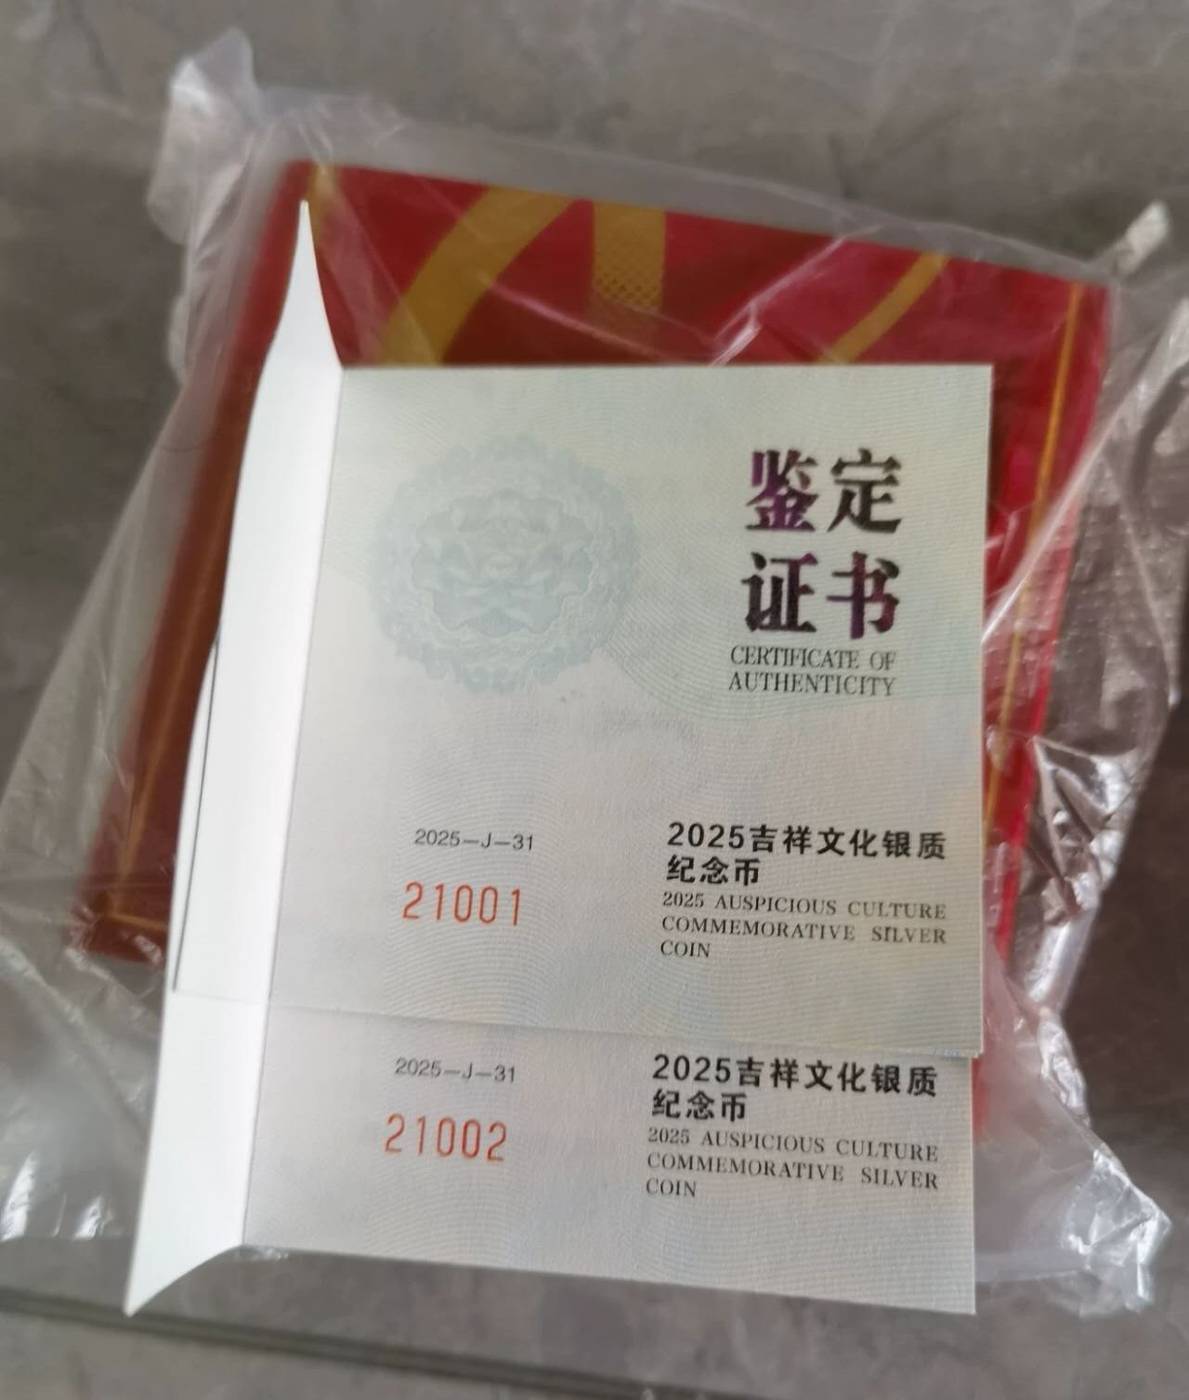 鉴定
证书
CERTIFICATE OF
AUTHENTICITY
2025-J-31
21001
2025吉祥文化银质
纪念币
2025 AUSPICIOUS CULTURE
COMMEMORATIVE SILVER
COIN
2025-J-31
21002
2025吉祥文化银质
纪念币
2025 AUSPICIOUS CULTURE
COMMEMORATIVE SILVER
COIN